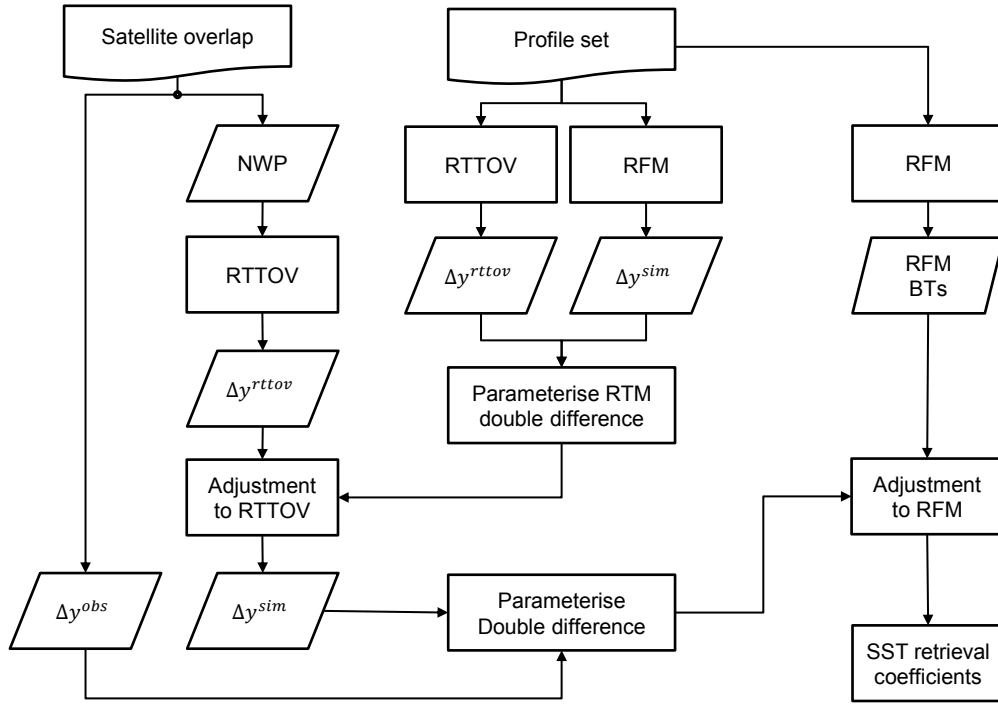 Satellite overlap
Profile set
NWP
RTTOV
RFM
RFM
RTTOV
Δy^{rttov}
Δy^{sim}
RFM
BTs
Δy^{rttov}
Parameterise RTM
double difference
Adjustment
to RTTOV
Adjustment
to RFM
Δy^{obs}
Δy^{sim}
Parameterise
Double difference
SST retrieval
coefficients